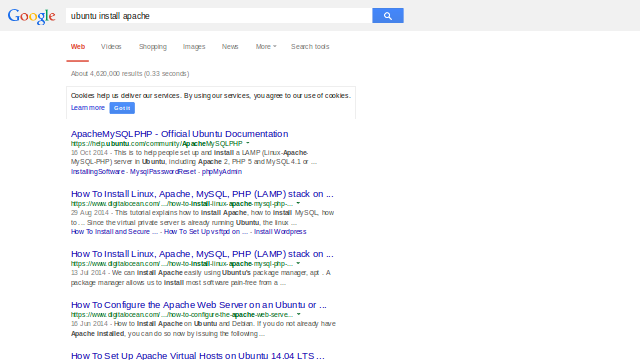 Google
ubuntu install apache
Web Videos Shopping Images News More Search tools
About 4,620,000 results (0.33 seconds)
Cookies help us deliver our services. By using our services, you agree to our use of cookies.
Learn more Got it
ApacheMySQLPHP - Official Ubuntu Documentation
https://help.ubuntu.com/community/ApacheMySQLPHP
16 Oct 2014 - This is to help people set up and install a LAMP (Linux-Apache-
MySQL-PHP) server in Ubuntu, including Apache 2, PHP 5 and MySQL 4.1 or ...
InstallingSoftware - MysqlPasswordReset - phpMyAdmin
How To Install Linux, Apache, MySQL, PHP (LAMP) stack on ...
https://www.digitalocean.com/.../how-to-install-linux-apache-mysql-php-...
29 Aug 2014 - This tutorial explains how to install Apache, how to install MySQL, how
to ... Since the virtual private server is already running Ubuntu, the linux ...
How To Install and Secure ... - How To Set Up vsftpd on ... - Install Wordpress
How To Install Linux, Apache, MySQL, PHP (LAMP) stack on ...
https://www.digitalocean.com/.../how-to-install-linux-apache-mysql-php-...
13 Jul 2014 - We can install Apache easily using Ubuntu's package manager, apt . A
package manager allows us to install most software pain-free from a ...
How To Configure the Apache Web Server on an Ubuntu or ...
https://www.digitalocean.com/.../how-to-configure-the-apache-web-serve...
16 Jun 2014 - How to Install Apache on Ubuntu and Debian. If you do not already have
Apache installed, you can do so now by issuing the following ...
How To Set Up Apache Virtual Hosts on Ubuntu 14.04 LTS ...